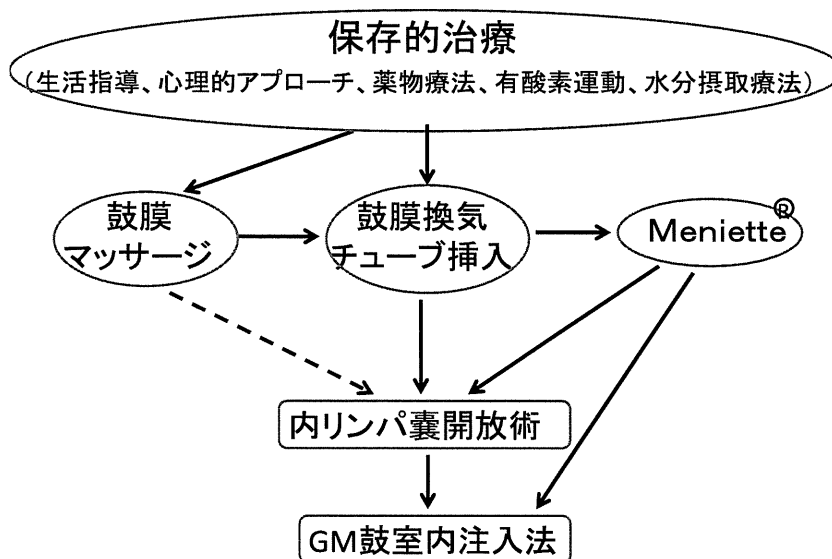 保存的治療
(生活指導、心理的アプローチ、薬物療法、有酸素運動、水分摂取療法)
鼓膜
マッサージ
鼓膜換気
チューブ挿入
Meniette®
内リンパ嚢開放術
GM鼓室内注入法